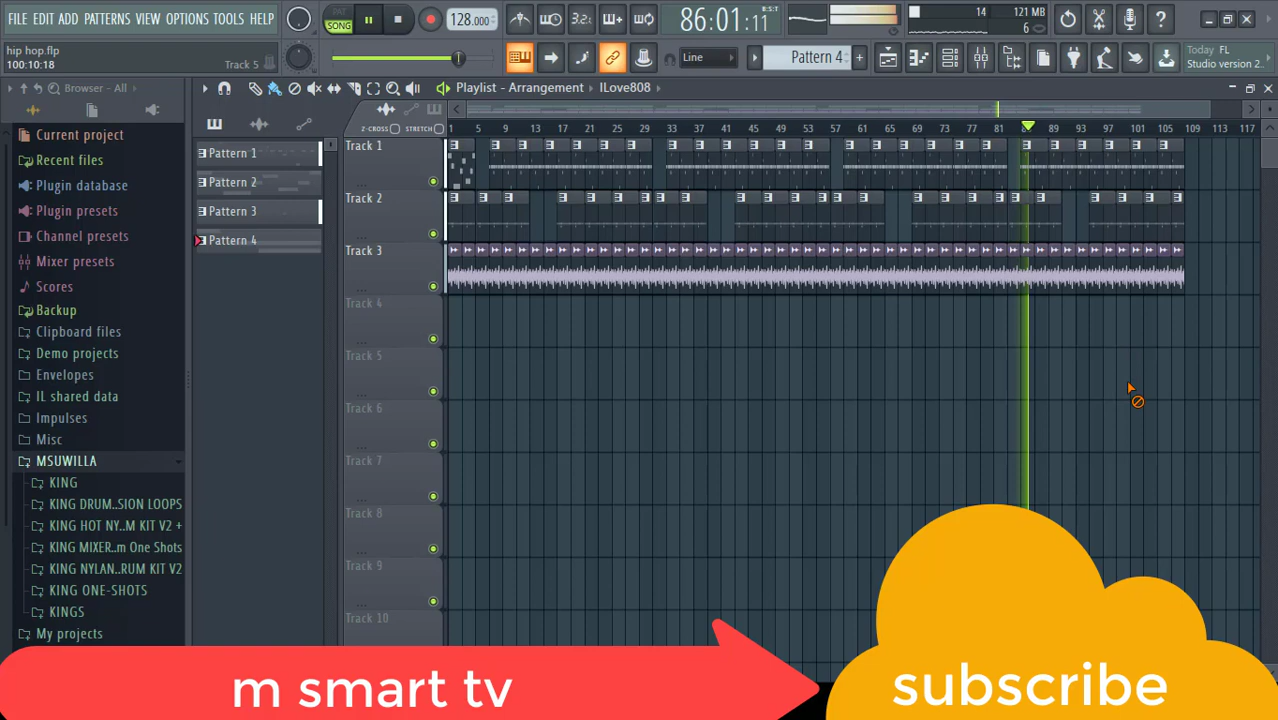 FILE EDIT ADD PATTERNS VIEW OPTIONS TOOLS HELP
PAT
SONG
128.000
3.2
86:01:11
B:S:T
14
121 MB
6
hip hop.flp
100:10:18
Track 5
Line
Pattern 4
Today FL
Studio version 2..
Browser - All
Playlist - Arrangement
ILove808
Z-CROSS
STRETCH
1 5 9 13 17 21 25 29 33 37 41 45 49 53 57 61 65 69 73 77 81 93 97 101 105 109 113 117
Current project
Recent files
Plugin database
Plugin presets
Channel presets
Mixer presets
Scores
Backup
Clipboard files
Demo projects
Envelopes
IL shared data
Impulses
Misc
MSUWILLA
KING
KING DRUM..SION LOOPS
KING HOT NY..M KIT V2 +
KING MIXER..m One Shots
KING NYLAN..RUM KIT V2
KING ONE-SHOTS
KINGS
My projects
Pattern 1
Pattern 2
Pattern 3
Pattern 4
Track 1
Track 2
Track 3
Track 4
Track 5
Track 6
Track 7
Track 8
Track 9
Track 10
m smart tv
subscribe